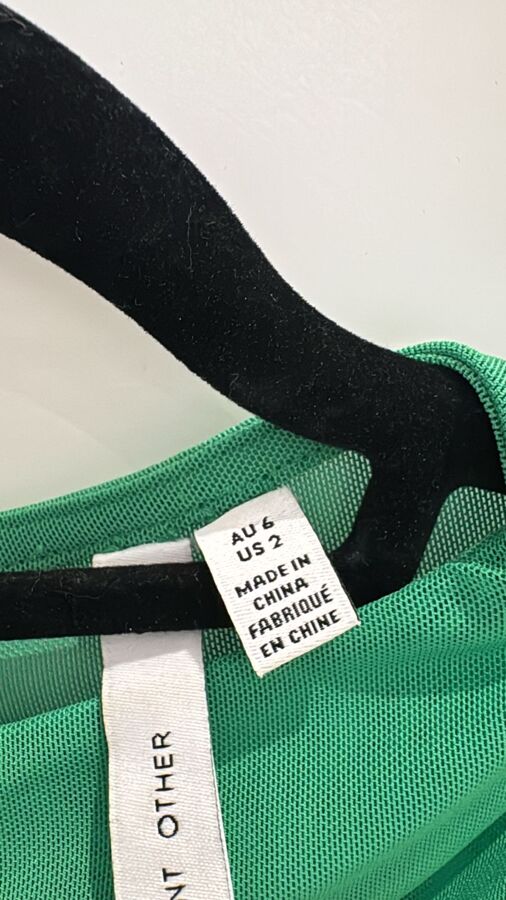 AU 6
US 2
MADE IN
CHINA
FABRIQUÉ
EN CHINE
NT OTHER